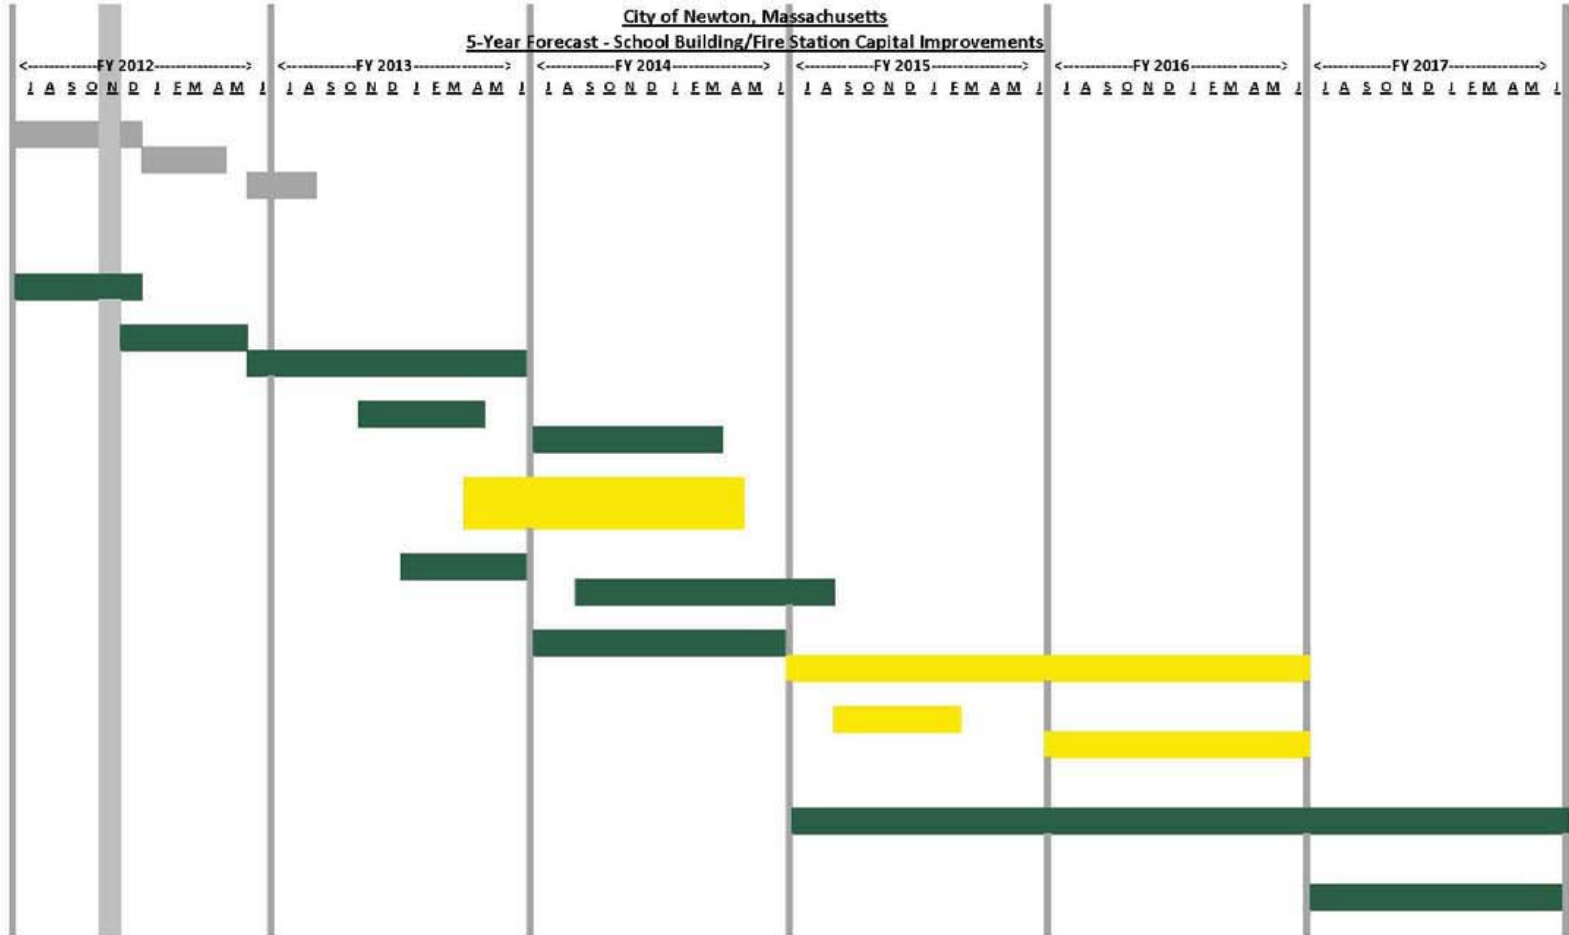 City of Newton, Massachusetts
5-Year Forecast - School Building/Fire Station Capital Improvements
<-------------FY 2012-----------------> <-------------FY 2013-----------------> <-------------FY 2014-----------------> <-------------FY 2015-----------------> <-------------FY 2016-----------------> <-------------FY 2017----------------->
J A S O N D J F M A M J J A S O N D J F M A M J J A S O N D J F M A M J J A S O N D J F M A M J J A S O N D J F M A M J J A S O N D J F M A M J